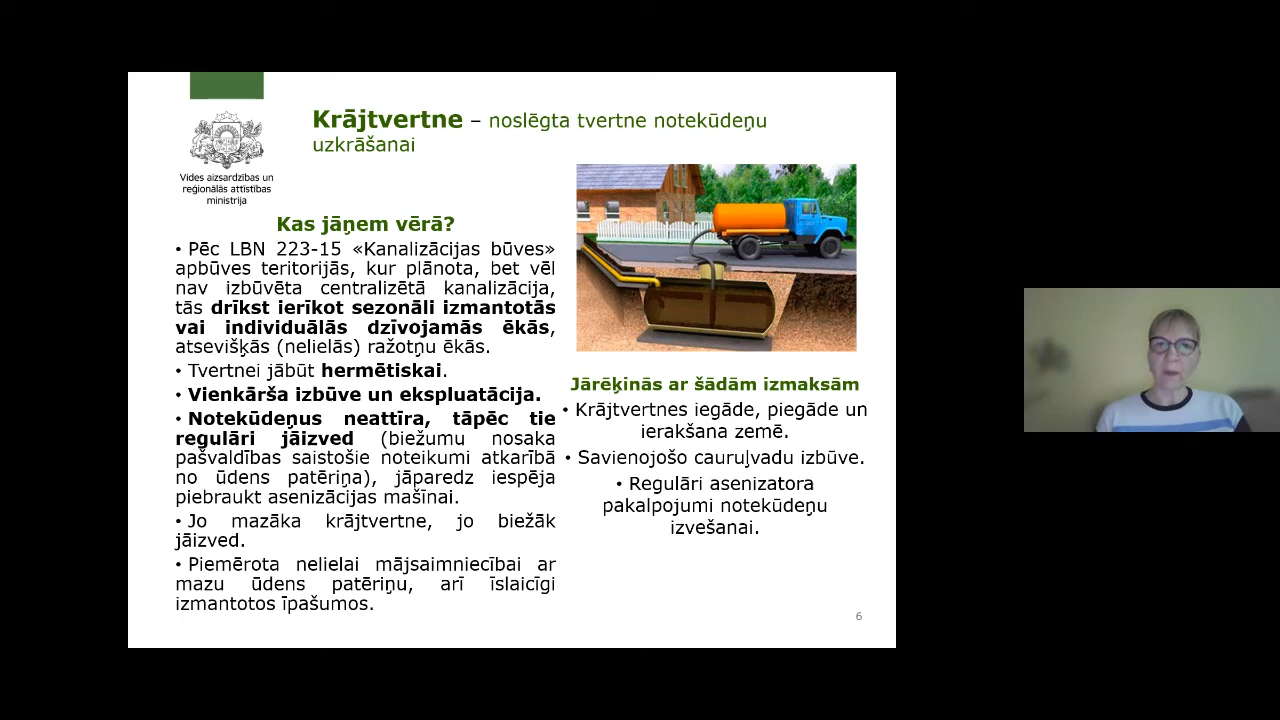 Krājtvertne – noslēgta tvertne notekūdeņu
uzkrāšanai
Vides aizsardzības un
reģionālās attīstības
ministrija
Kas jāņem vērā?
• Pēc LBN 223-15 «Kanalizācijas būves»
apbūves teritorijās, kur plānota, bet vēl
nav izbūvēta centralizētā kanalizācija,
tās drīkst ierīkot sezonāli izmantotās
vai individuālās dzīvojamās ēkās,
atsevišķās (nelielās) ražotņu ēkās.
• Tvertnei jābūt hermētiskai.
• Vienkārša izbūve un ekspluatācija.
• Notekūdeņus neattīra, tāpēc tie
regulāri jāizved (biežumu nosaka
pašvaldības saistošie noteikumi atkarībā
no ūdens patēriņa), jāparedz iespēja
piebraukt asenizācijas mašīnai.
• Jo mazāka krājtvertne, jo biežāk
jāizved.
• Piemērota nelielai mājsaimniecībai ar
mazu ūdens patēriņu, arī īslaicīgi
izmantotos īpašumos.
Jārēķinās ar šādām izmaksām
• Krājtvertnes iegāde, piegāde un
ierakšana zemē.
• Savienojošo cauruļvadu izbūve.
• Regulāri asenizatora
pakalpojumi notekūdeņu
izvešanai.
6